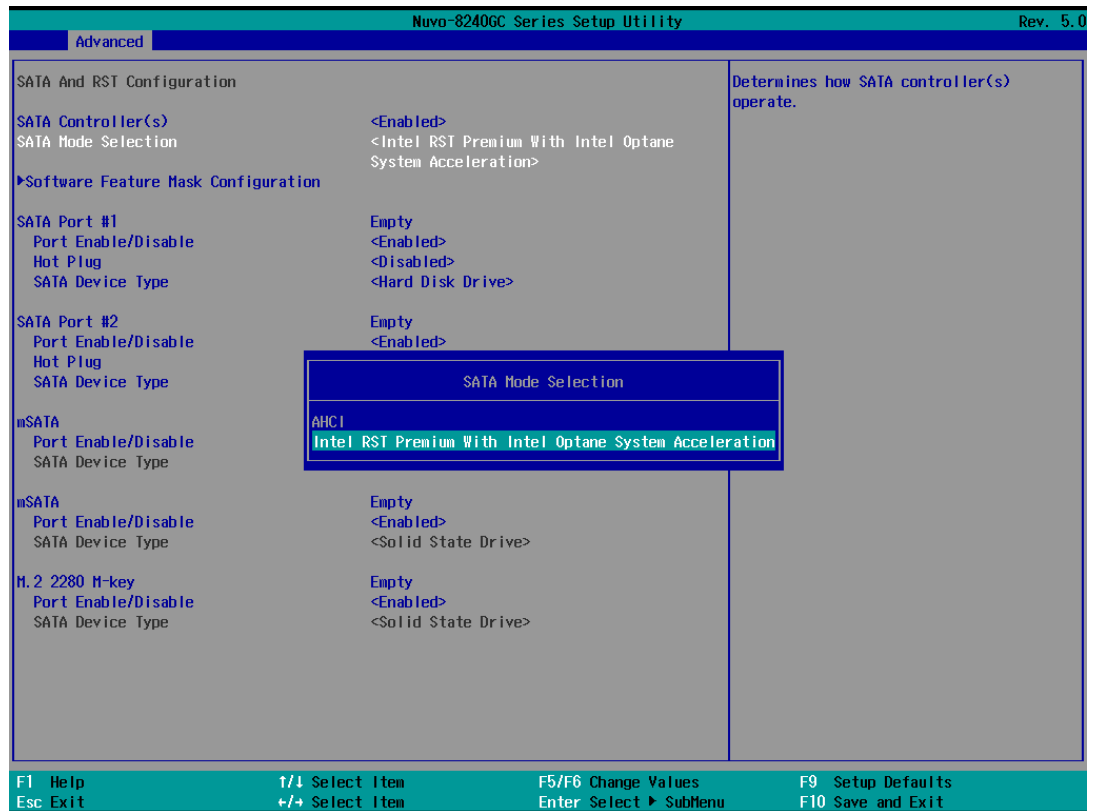 Nuvo-8240GC Series Setup Utility Rev. 5.0
Advanced
SATA And RST Configuration
Determines how SATA controller(s)
operate.
SATA Controller(s) <Enabled>
SATA Mode Selection <Intel RST Premium With Intel Optane
System Acceleration>
▶Software Feature Mask Configuration
SATA Port #1 Empty
Port Enable/Disable <Enabled>
Hot Plug <Disabled>
SATA Device Type <Hard Disk Drive>
SATA Port #2 Empty
Port Enable/Disable <Enabled>
Hot Plug
SATA Device Type
SATA Mode Selection
AHCI
Intel RST Premium With Intel Optane System Acceleration
mSATA
Port Enable/Disable
SATA Device Type
mSATA Empty
Port Enable/Disable <Enabled>
SATA Device Type <Solid State Drive>
M.2 2280 M-key Empty
Port Enable/Disable <Enabled>
SATA Device Type <Solid State Drive>
F1 Help ↑/↓ Select Item F5/F6 Change Values F9 Setup Defaults
Esc Exit ←/→ Select Item Enter Select ▶ SubMenu F10 Save and Exit